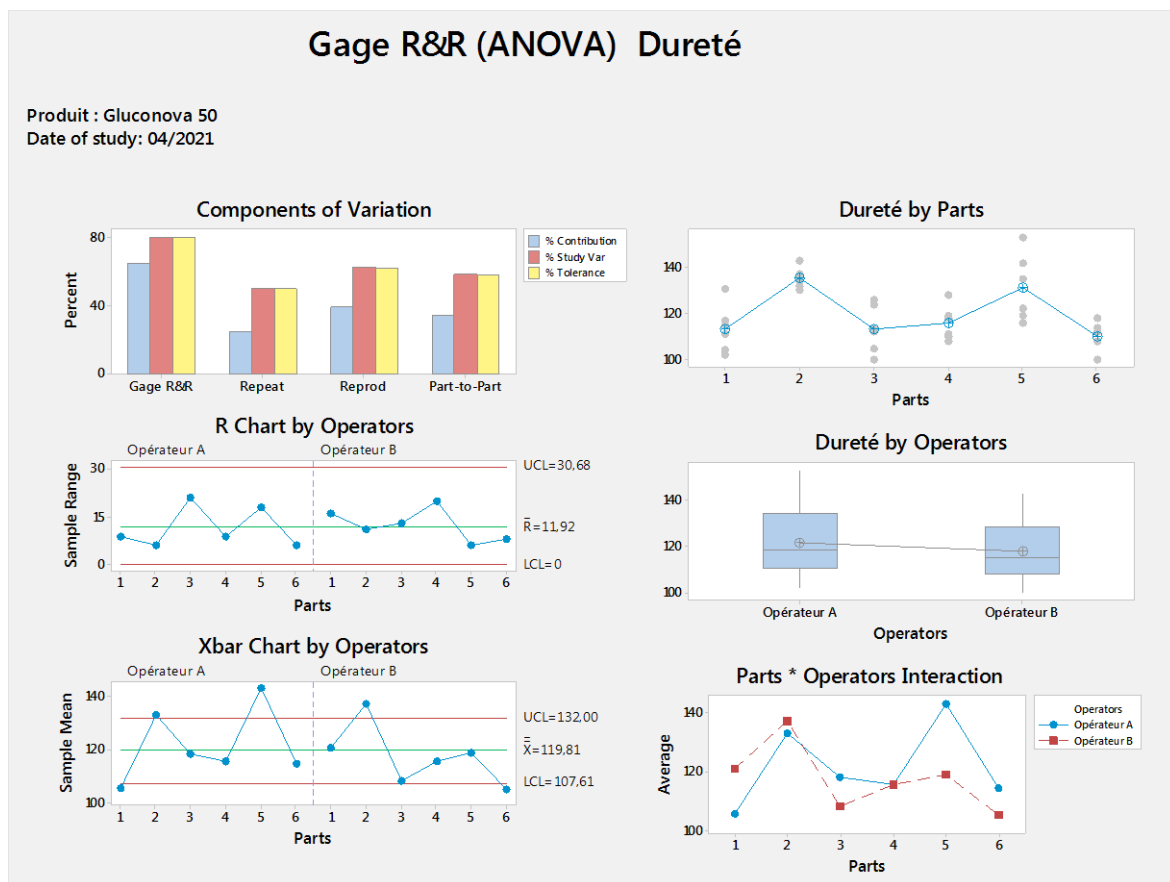 Gage R&R (ANOVA) Dureté
Produit : Gluconova 50
Date of study: 04/2021
Components of Variation
80
40
0
Percent
Gage R&R Repeat Reprod Part-to-Part
% Contribution
% Study Var
% Tolerance
R Chart by Operators
Opérateur A Opérateur B
30
15
0
Sample Range
UCL=30,68
R=11,92
LCL=0
1 2 3 4 5 6 1 2 3 4 5 6
Parts
Xbar Chart by Operators
Opérateur A Opérateur B
140
120
100
Sample Mean
UCL=132,00
X=119,81
LCL=107,61
1 2 3 4 5 6 1 2 3 4 5 6
Parts
Dureté by Parts
140
120
100
1 2 3 4 5 6
Parts
Dureté by Operators
140
120
100
Opérateur A Opérateur B
Operators
Parts * Operators Interaction
140
120
100
Average
1 2 3 4 5 6
Parts
Operators
Opérateur A
Opérateur B